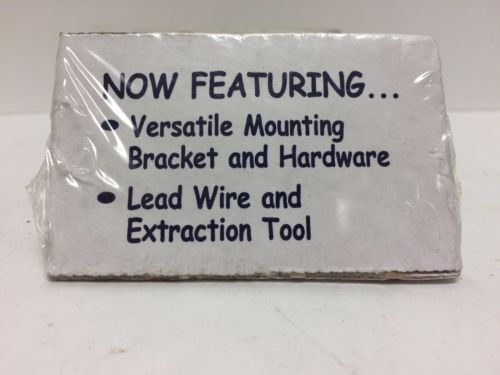 NOW FEATURING...
• Versatile Mounting
Bracket and Hardware
• Lead Wire and
Extraction Tool